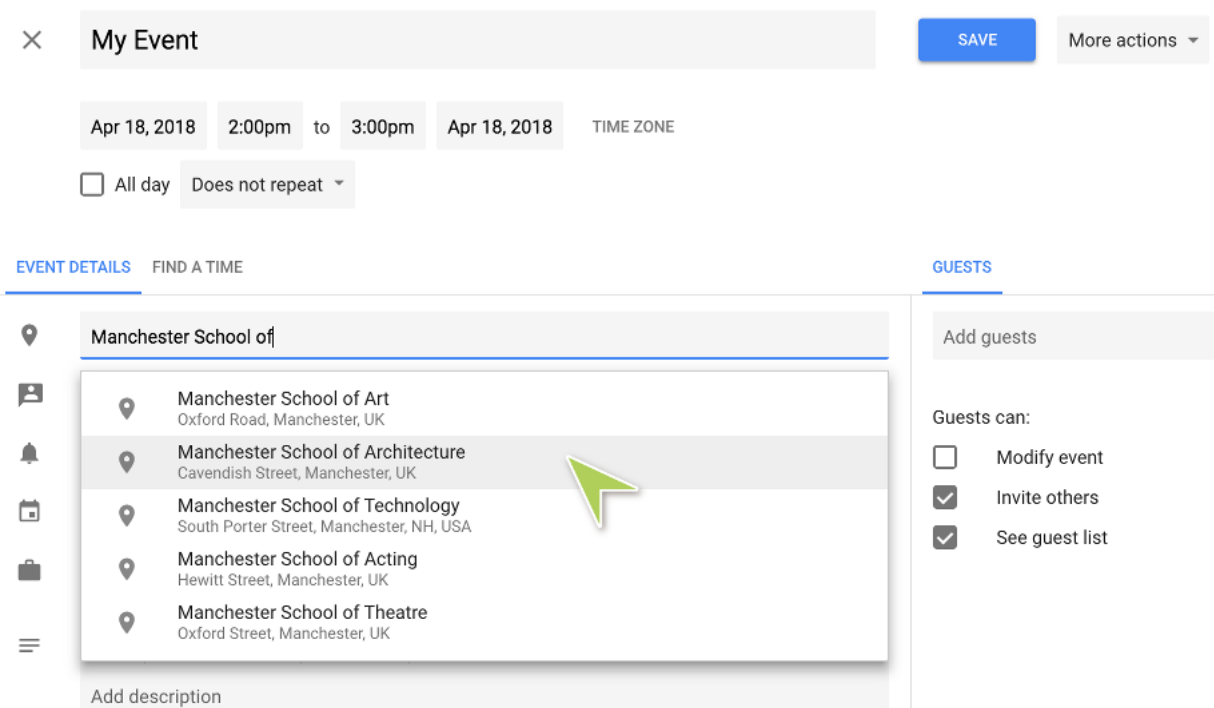 My Event
SAVE
More actions
Apr 18, 2018 2:00pm to 3:00pm Apr 18, 2018 TIME ZONE
All day Does not repeat
EVENT DETAILS FIND A TIME
GUESTS
Manchester School of
Manchester School of Art
Oxford Road, Manchester, UK
Manchester School of Architecture
Cavendish Street, Manchester, UK
Manchester School of Technology
South Porter Street, Manchester, NH, USA
Manchester School of Acting
Hewitt Street, Manchester, UK
Manchester School of Theatre
Oxford Street, Manchester, UK
Add description
Add guests
Guests can:
Modify event
Invite others
See guest list